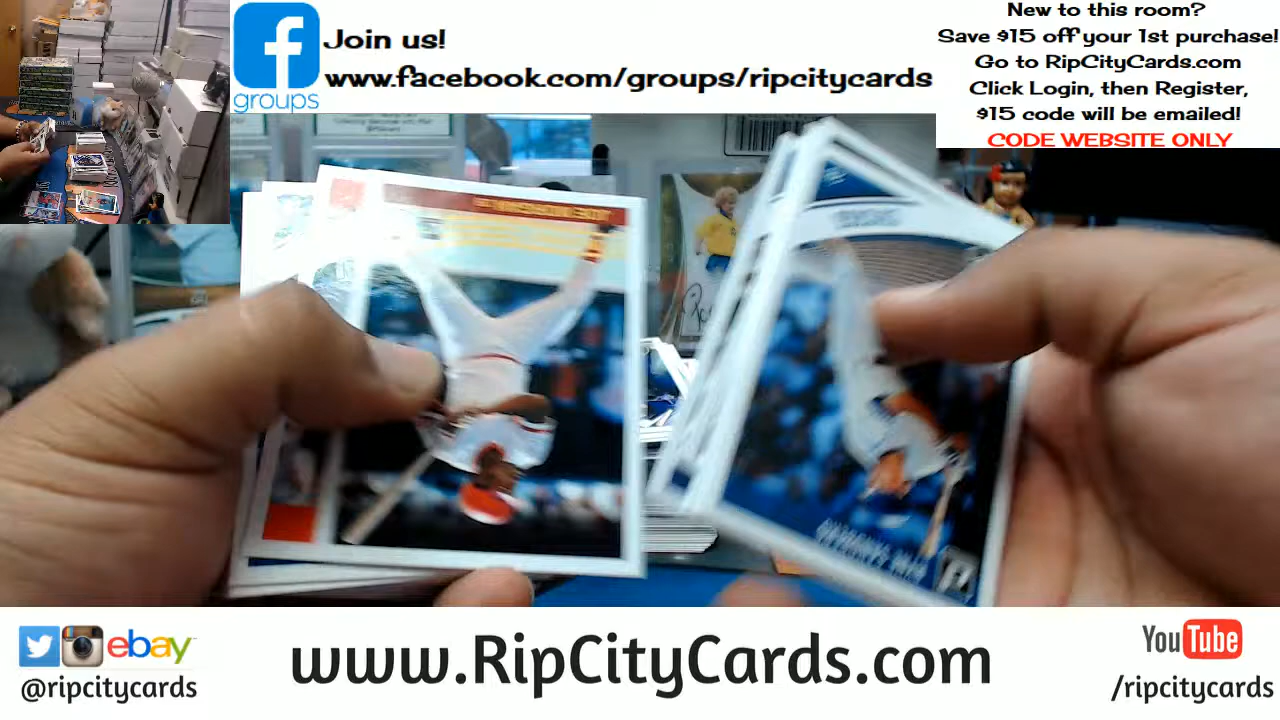 Join us!
www.facebook.com/groups/ripcitycards
groups
New to this room?
Save $15 off your 1st purchase!
Go to RipCityCards.com
Click Login, then Register,
$15 code will be emailed!
CODE WEBSITE ONLY
ebay
@ripcitycards
www.RipCityCards.com
YouTube
/ripcitycards